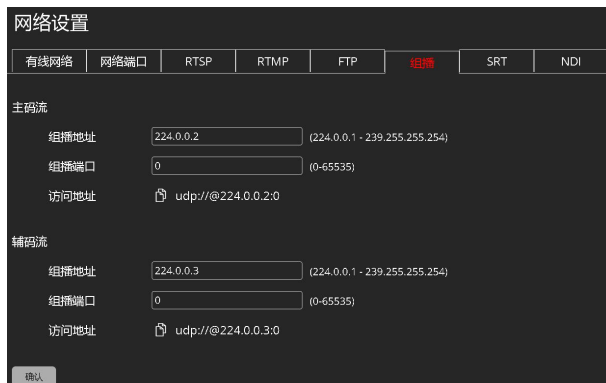 网络设置
有线网络 网络端口 RTSP RTMP FTP 组播 SRT NDI
主码流
组播地址 224.0.0.2 (224.0.0.1 - 239.255.255.254)
组播端口 0 (0-65535)
访问地址 udp://@224.0.0.2:0
辅码流
组播地址 224.0.0.3 (224.0.0.1 - 239.255.255.254)
组播端口 0 (0-65535)
访问地址 udp://@224.0.0.3:0
确认